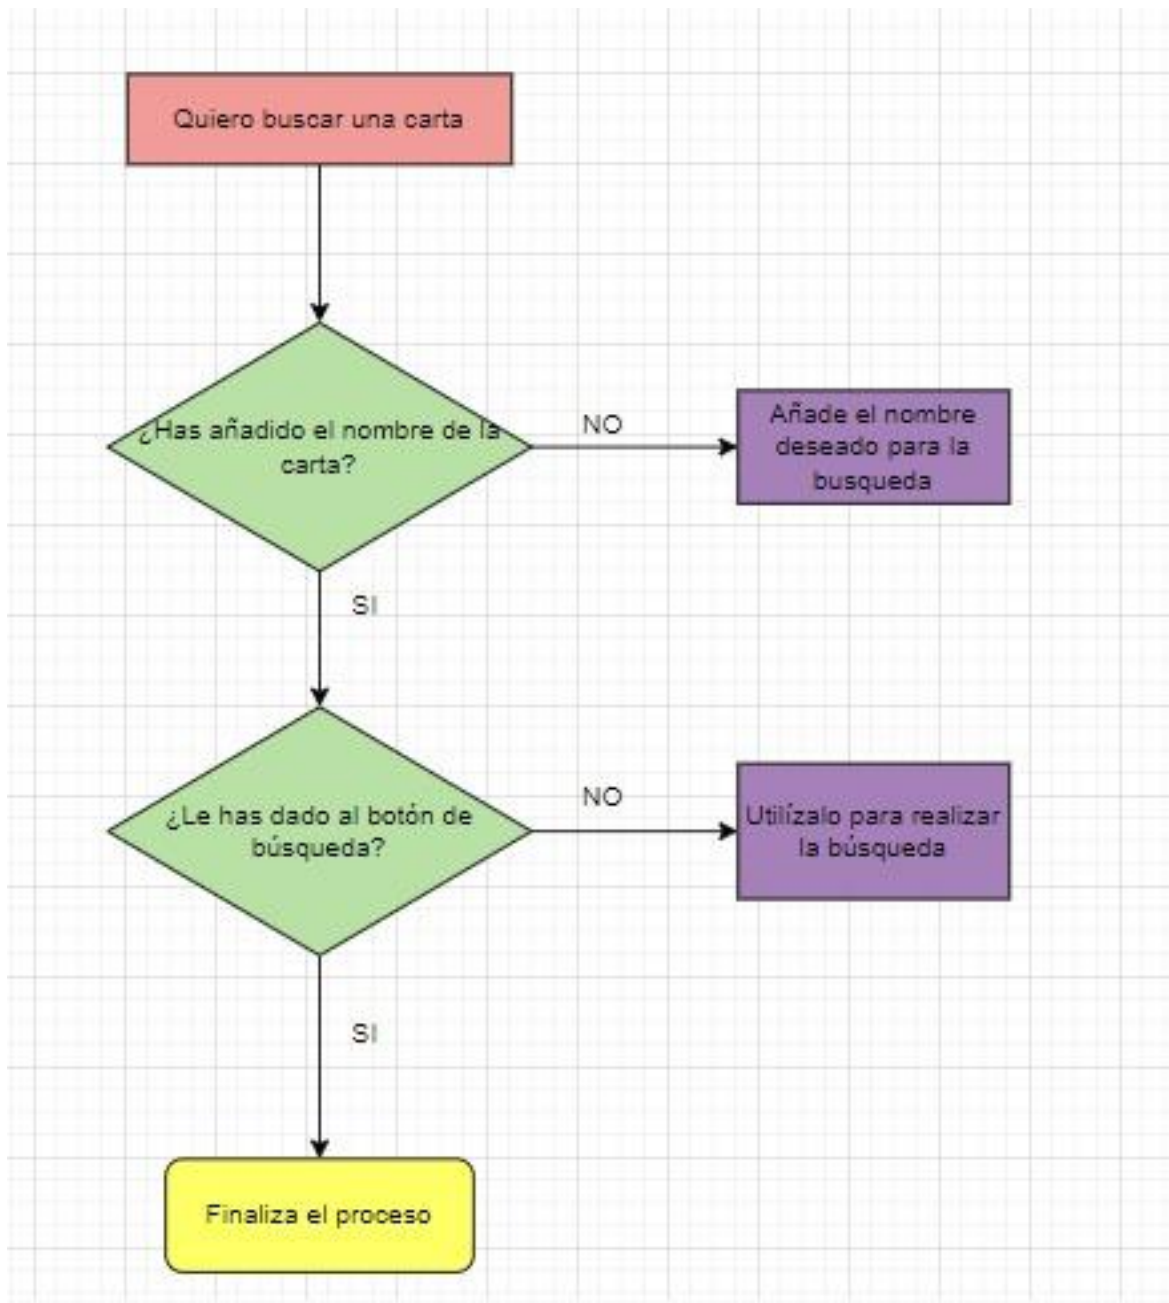 Quiero buscar una carta
¿Has añadido el nombre de la
carta?
NO
Añade el nombre
deseado para la
busqueda
SI
¿Le has dado al botón de
búsqueda?
NO
Utilízalo para realizar
la búsqueda
SI
Finaliza el proceso